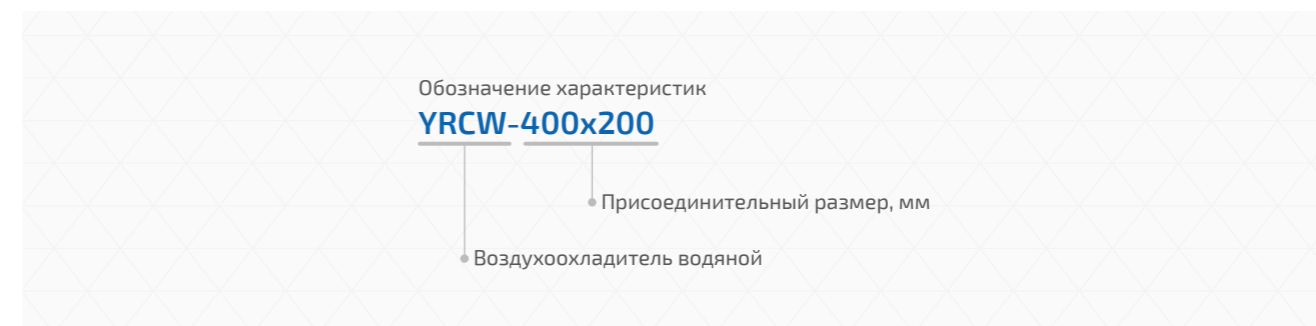 Обозначение характеристик
YRCW-400x200
Присоединительный размер, мм
Воздухоохладитель водяной